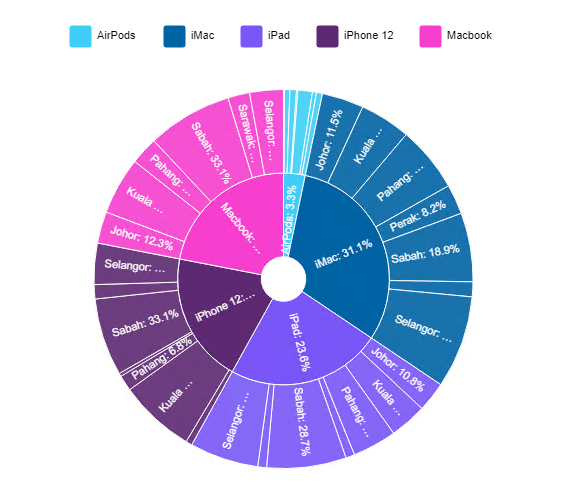 AirPods
iMac
iPad
iPhone 12
Macbook
AirPods: 3.3%
iMac: 31.1%
iPad: 23.6%
iPhone 12:...
Macbook: ...
Johor: 11.5%
Kuala ...
Pahang: ...
Perak: 8.2%
Sabah: 18.9%
Selangor: ...
Johor: 10.8%
Kuala ...
Pahang: ...
Sabah: 28.7%
Selangor: ...
Kuala ...
Pahang: 6.8%
Sabah: 33.1%
Selangor: ...
Johor: 12.3%
Kuala ...
Pahang: ...
Sabah: 33.1%
Sarawak: ...
Selangor: ...